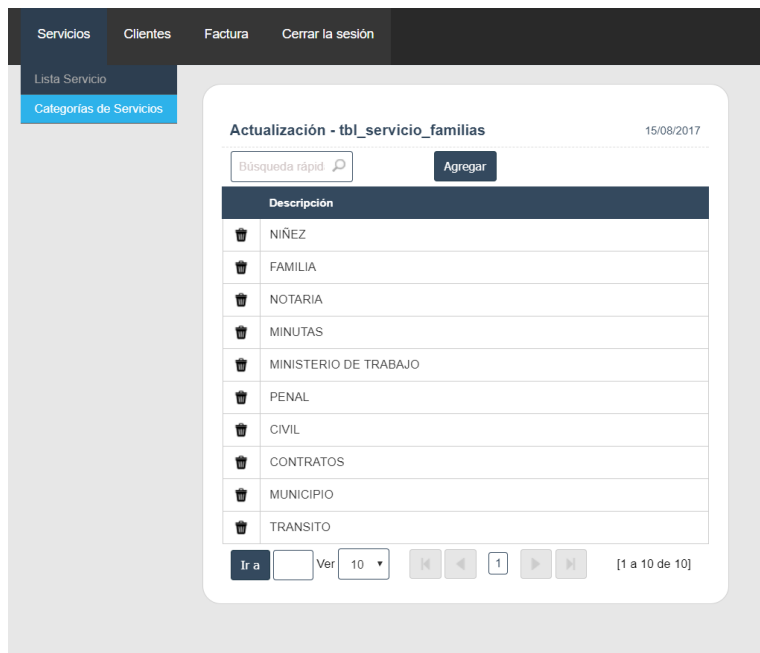 Servicios Clientes Factura Cerrar la sesión
Lista Servicio
Categorías de Servicios
Actualización - tbl_servicio_familias 15/08/2017
Búsqueda rápid Agregar
Descripción
NIÑEZ
FAMILIA
NOTARIA
MINUTAS
MINISTERIO DE TRABAJO
PENAL
CIVIL
CONTRATOS
MUNICIPIO
TRANSITO
Ir a Ver 10 1 [1 a 10 de 10]